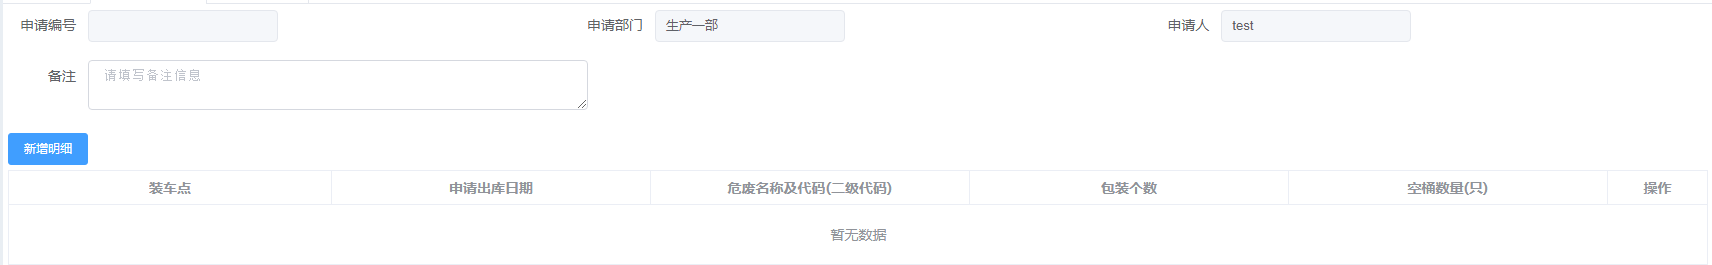 申请编号 申请部门 生产一部 申请人 test
备注 请填写备注信息
新增明细
装车点 申请出库日期 危废名称及代码(二级代码) 包装个数 空桶数量(只) 操作
暂无数据